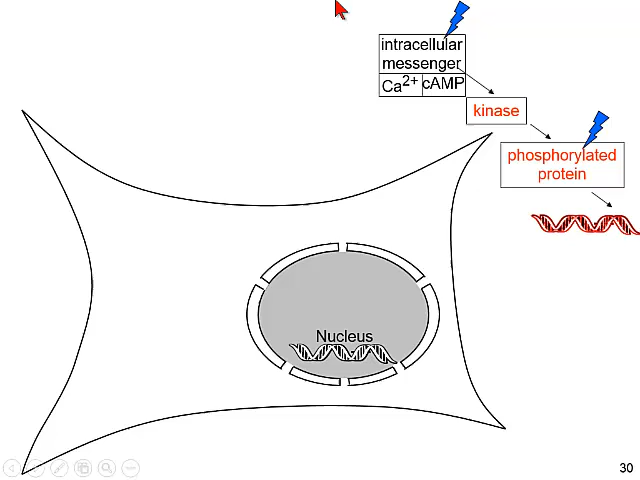 intracellular
messenger
Ca2+ cAMP
kinase
phosphorylated
protein
Nucleus
30